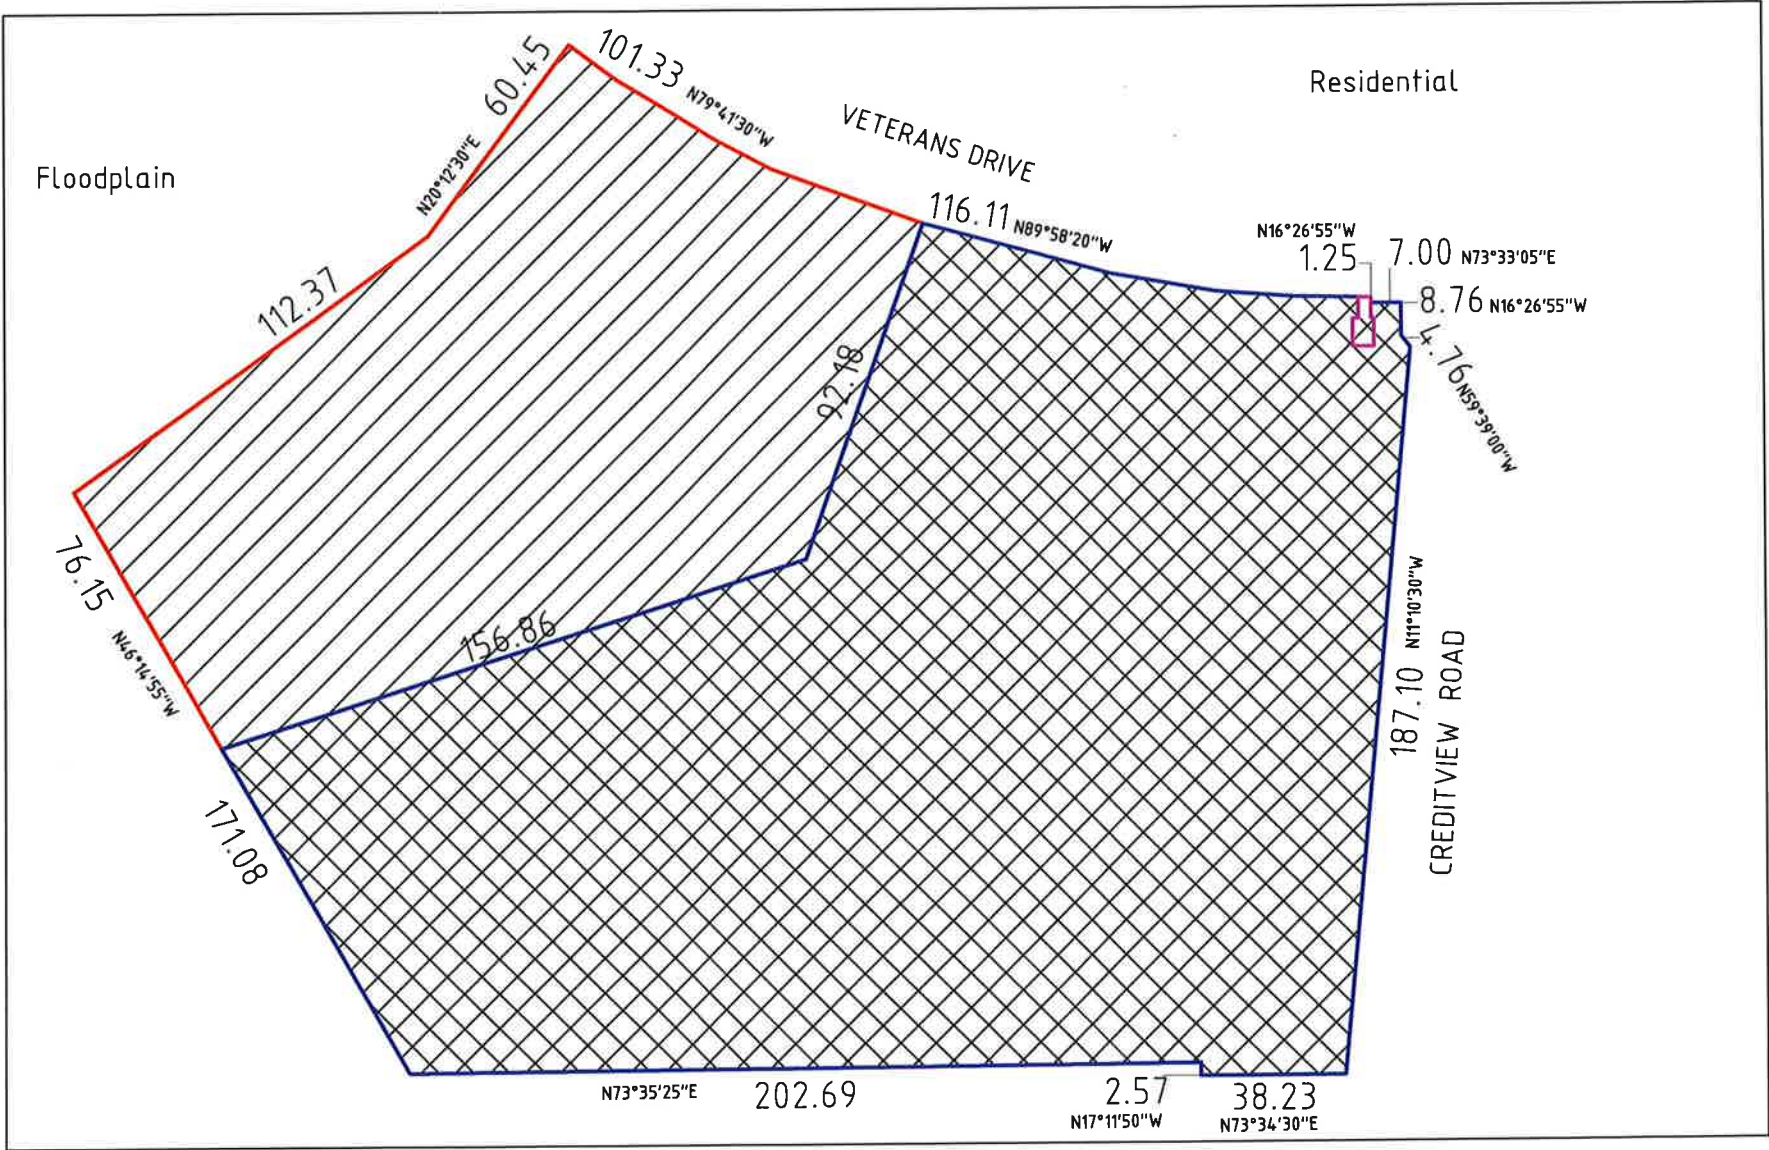 Residential
Floodplain
60.45
N20°12'30"E
101.33
N79°41'30"W
VETERANS DRIVE
116.11
N89°58'20"W
N16°26'55"W
1.25
7.00
N73°33'05"E
8.76
N16°26'55"W
4.76
N59°39'00"W
112.37
92.18
76.15
N46°14'55"W
156.86
171.08
187.10
N11°10'30"W
CREDITVIEW ROAD
N73°35'25"E
202.69
2.57
N17°11'50"W
38.23
N73°34'30"E